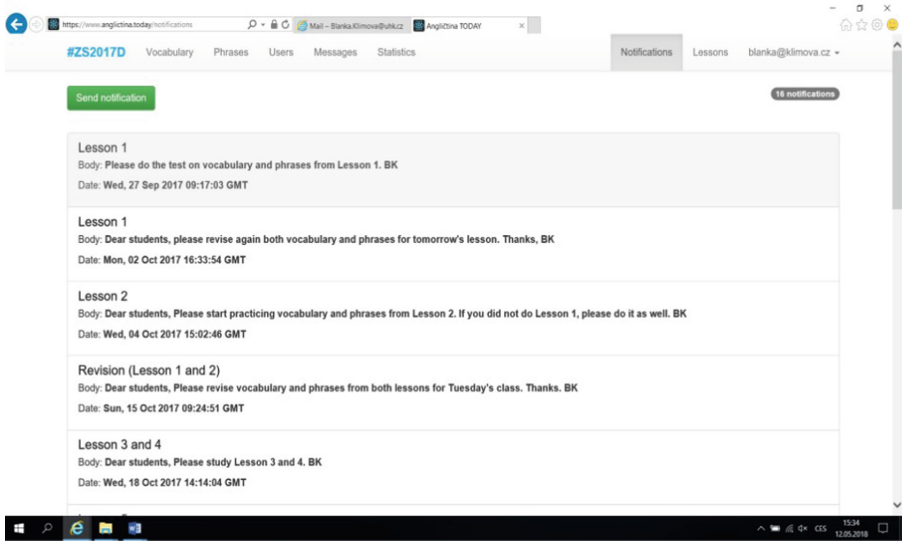 https://www.anglictina.today/notifications
Mail – Blanka.Klimova@uhk.cz
Angličtina TODAY
#ZS2017D Vocabulary Phrases Users Messages Statistics Notifications Lessons blanka@klimova.cz
Send notification
16 notifications
Lesson 1
Body: Please do the test on vocabulary and phrases from Lesson 1. BK
Date: Wed, 27 Sep 2017 09:17:03 GMT
Lesson 1
Body: Dear students, please revise again both vocabulary and phrases for tomorrow's lesson. Thanks, BK
Date: Mon, 02 Oct 2017 16:33:54 GMT
Lesson 2
Body: Dear students, Please start practicing vocabulary and phrases from Lesson 2. If you did not do Lesson 1, please do it as well. BK
Date: Wed, 04 Oct 2017 15:02:46 GMT
Revision (Lesson 1 and 2)
Body: Dear students, Please revise vocabulary and phrases from both lessons for Tuesday's class. Thanks. BK
Date: Sun, 15 Oct 2017 09:24:51 GMT
Lesson 3 and 4
Body: Dear students, Please study Lesson 3 and 4. BK
Date: Wed, 18 Oct 2017 14:14:04 GMT
CES
15:34
12.05.2018